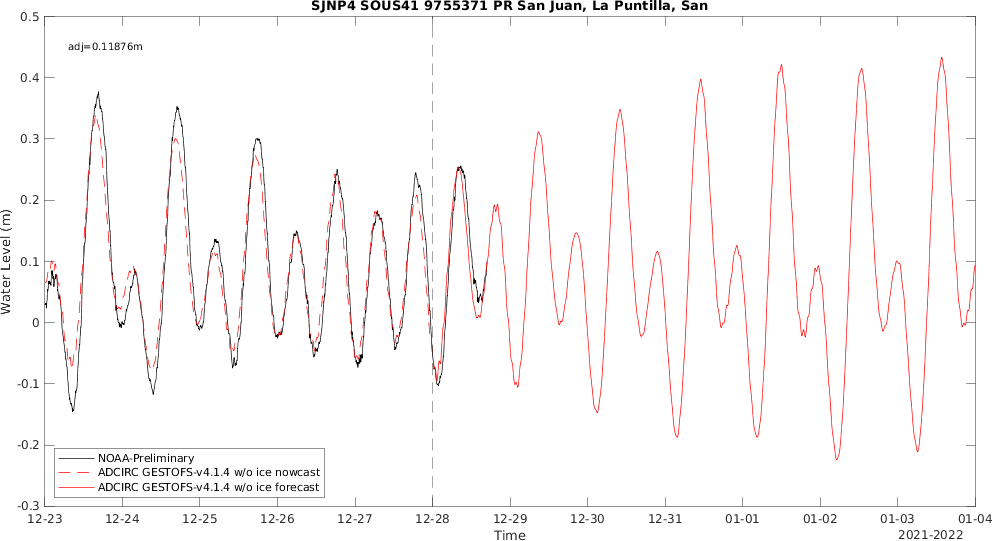 SJNP4 SOUS41 9755371 PR San Juan, La Puntilla, San
0.5
0.4
0.3
0.2
0.1
0
-0.1
-0.2
-0.3
Water Level (m)
adj=0.11876m
NOAA-Preliminary
ADCIRC GESTOFS-v4.1.4 w/o ice nowcast
ADCIRC GESTOFS-v4.1.4 w/o ice forecast
12-23 12-24 12-25 12-26 12-27 12-28 12-29 12-30 12-31 01-01 01-02 01-03 01-04
Time
2021-2022